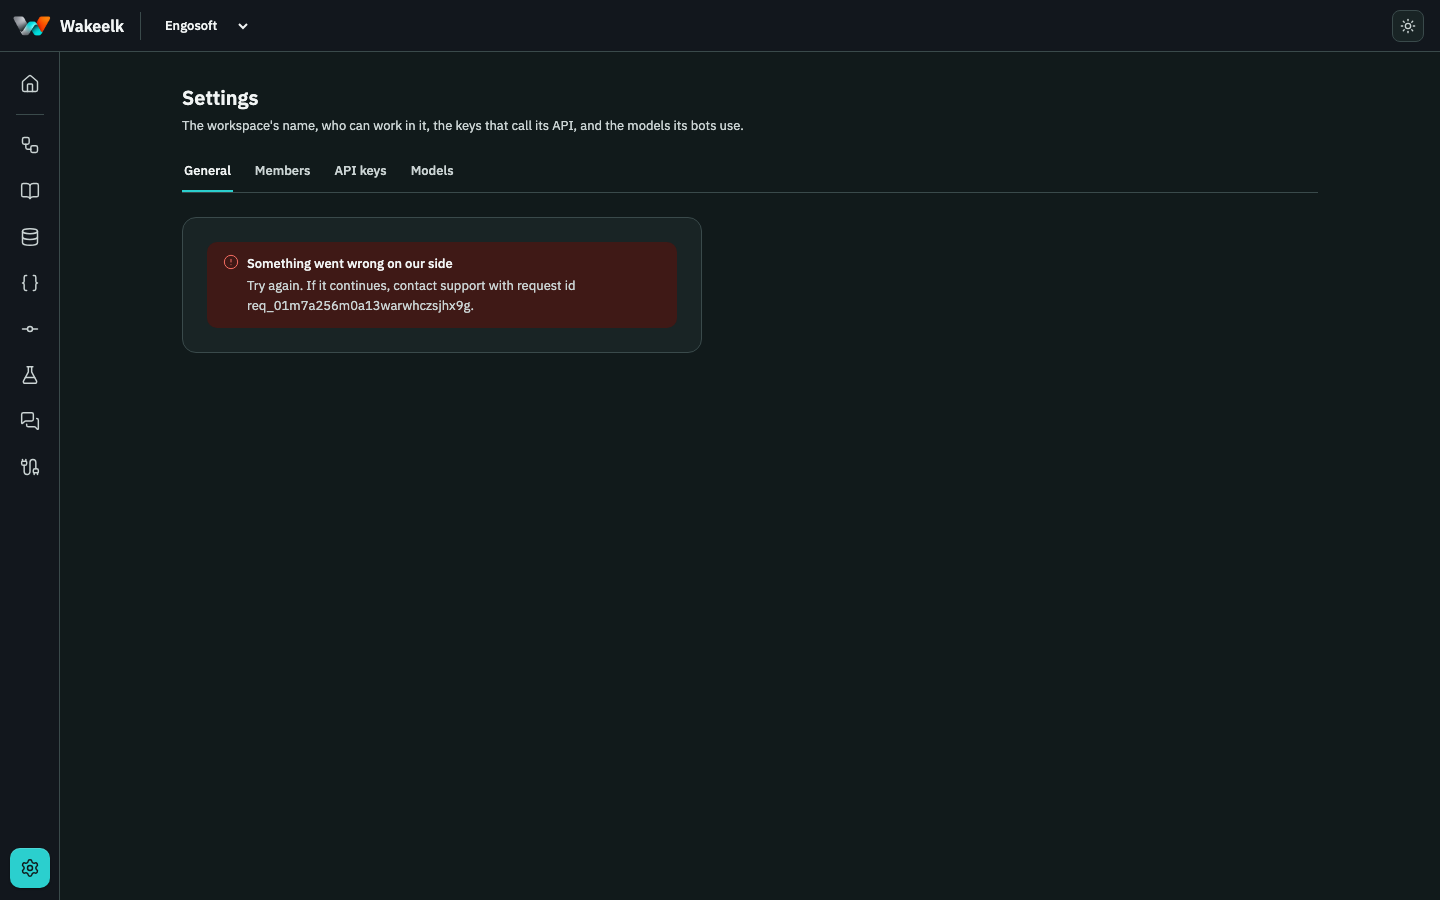 Wakeelk
Engosoft
Settings
The workspace's name, who can work in it, the keys that call its API, and the models its bots use.
General Members API keys Models
Something went wrong on our side
Try again. If it continues, contact support with request id
req_01m7a256m0a13warwhczsjhx9g.